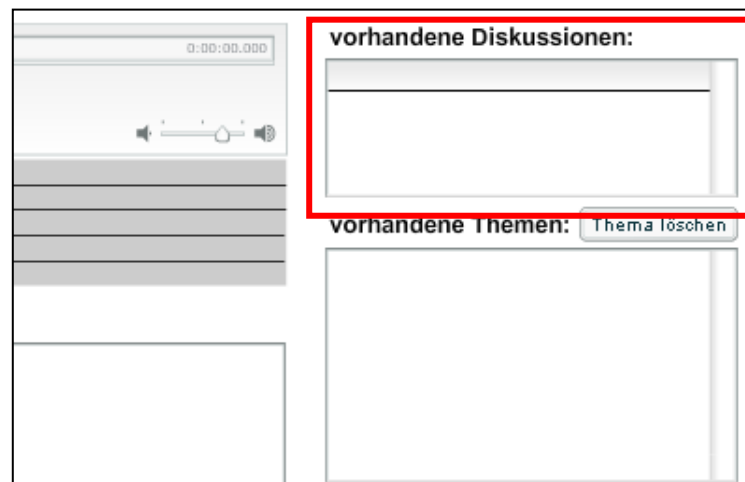 0:00:00.000
vorhandene Diskussionen:
vorhandene Themen: Thema löschen